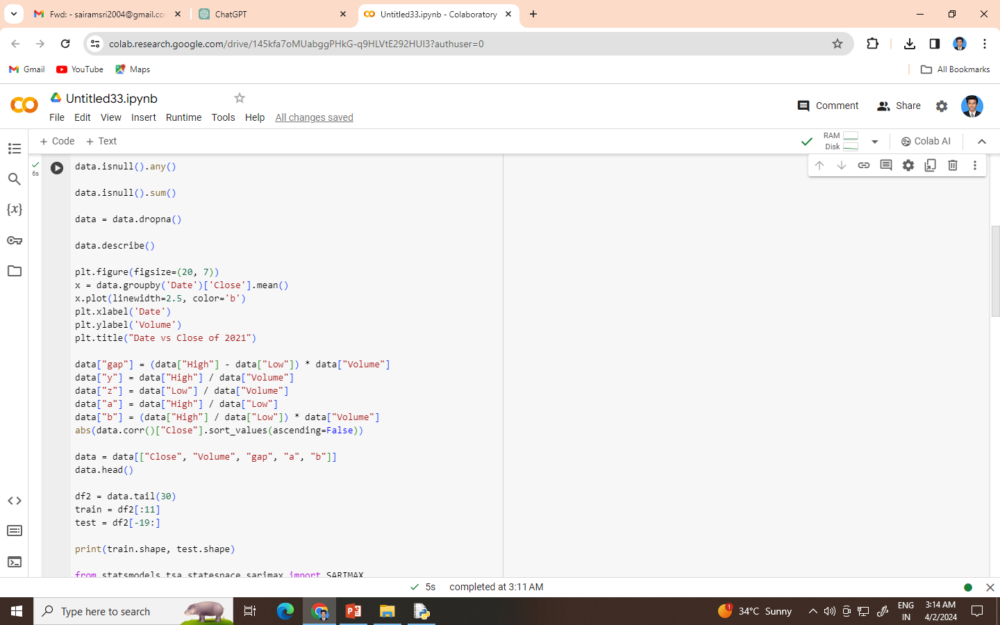 Fwd: - sairamsri2004@gmail.co
ChatGPT
Untitled33.ipynb - Colaboratory
colab.research.google.com/drive/145kfa7oMUabggPHkG-q9HLVtE292HUI3?authuser=0
Gmail
YouTube
Maps
All Bookmarks
Untitled33.ipynb
File Edit View Insert Runtime Tools Help All changes saved
Comment
Share
+ Code + Text
RAM
Disk
Colab AI
6s
data.isnull().any()
data.isnull().sum()
data = data.dropna()
data.describe()
plt.figure(figsize=(20, 7))
x = data.groupby('Date')['Close'].mean()
x.plot(linewidth=2.5, color='b')
plt.xlabel('Date')
plt.ylabel('Volume')
plt.title("Date vs Close of 2021")
data["gap"] = (data["High"] - data["Low"]) * data["Volume"]
data["y"] = data["High"] / data["Volume"]
data["z"] = data["Low"] / data["Volume"]
data["a"] = data["High"] / data["Low"]
data["b"] = (data["High"] / data["Low"]) * data["Volume"]
abs(data.corr()["Close"].sort_values(ascending=False))
data = data[["Close", "Volume", "gap", "a", "b"]]
data.head()
df2 = data.tail(30)
train = df2[:11]
test = df2[-19:]
print(train.shape, test.shape)
from statsmodels.tsa.statespace.sarimax import SARIMAX
{x}
5s completed at 3:11 AM
Type here to search
1
34°C Sunny
ENG
IN
3:14 AM
4/2/2024